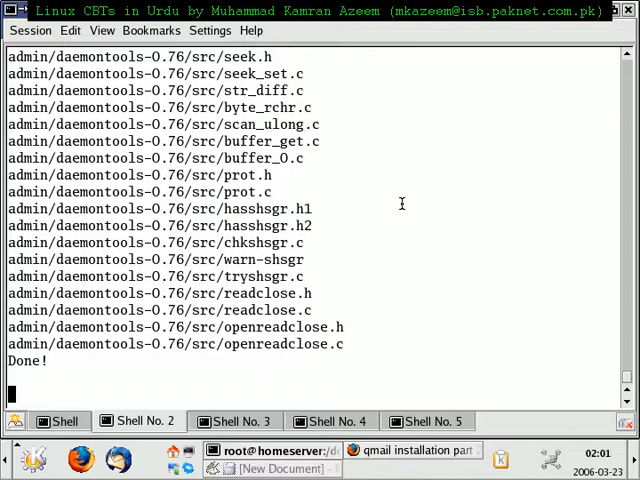 Linux CBTs in Urdu by Muhammad Kamran Azeem (mkazeem@isb.paknet.com.pk)
Session Edit View Bookmarks Settings Help
admin/daemontools-0.76/src/seek.h
admin/daemontools-0.76/src/seek_set.c
admin/daemontools-0.76/src/str_diff.c
admin/daemontools-0.76/src/byte_rchr.c
admin/daemontools-0.76/src/scan_ulong.c
admin/daemontools-0.76/src/buffer_get.c
admin/daemontools-0.76/src/buffer_0.c
admin/daemontools-0.76/src/prot.h
admin/daemontools-0.76/src/prot.c
admin/daemontools-0.76/src/hasshsgr.h1
admin/daemontools-0.76/src/hasshsgr.h2
admin/daemontools-0.76/src/chkshsgr.c
admin/daemontools-0.76/src/warn-shsgr
admin/daemontools-0.76/src/tryshsgr.c
admin/daemontools-0.76/src/readclose.h
admin/daemontools-0.76/src/readclose.c
admin/daemontools-0.76/src/openreadclose.h
admin/daemontools-0.76/src/openreadclose.c
Done!
Shell Shell No. 2 Shell No. 3 Shell No. 4 Shell No. 5
root@homeserver:/d qmail installation part 02:01
[New Document] 2006-03-23